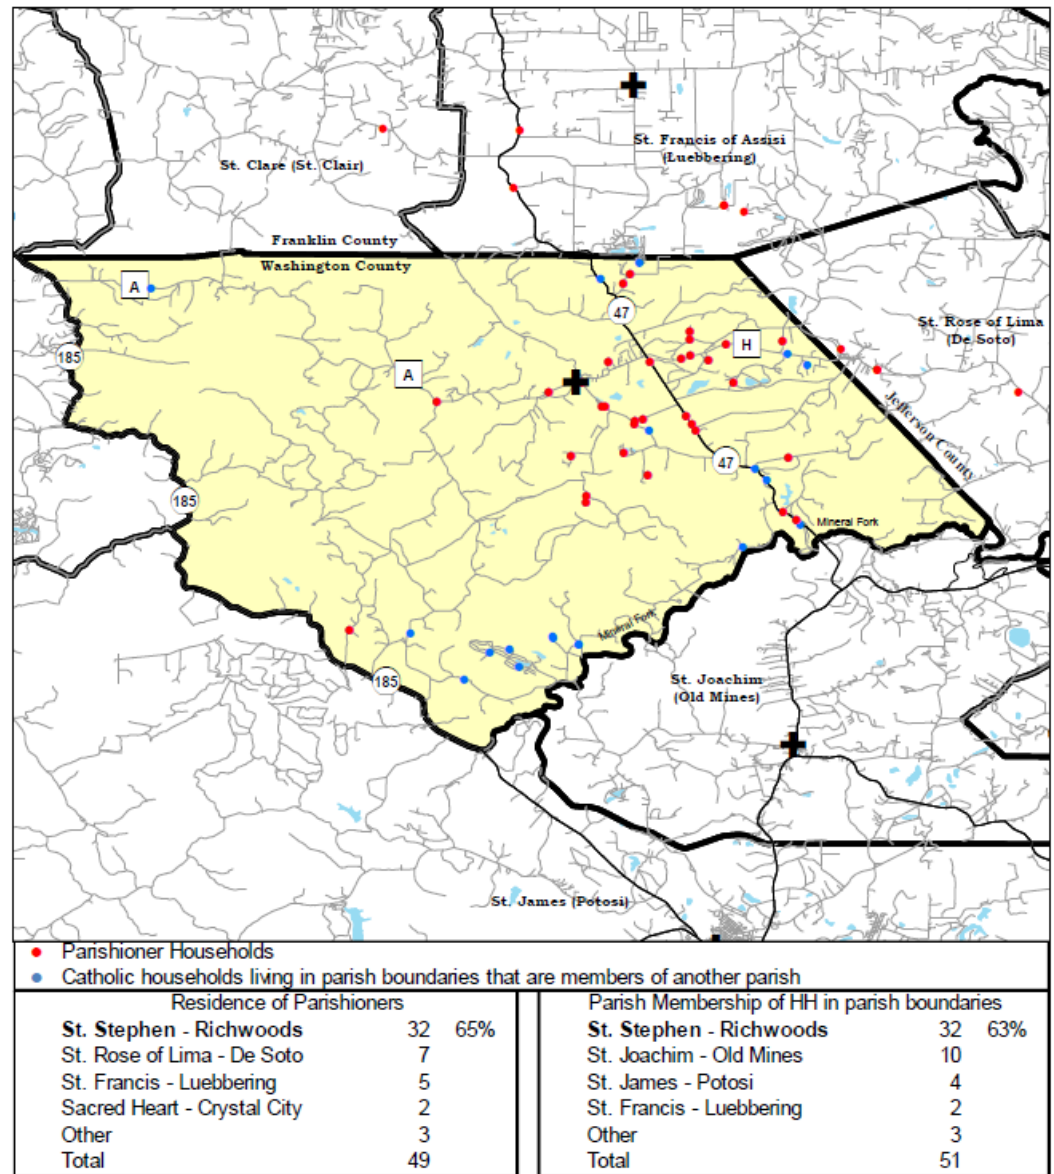 St. Francis of Assisi
(Luebbering)
St. Clare (St. Clair)
Franklin County
Washington County
A
47
St. Rose of Lima
(De Soto)
H
185
A
Jefferson County
47
185
Mineral Fork
Mineral Fork
185
St. Joachim
(Old Mines)
St. James (Potosi)
Parishioner Households
Catholic households living in parish boundaries that are members of another parish
Residence of Parishioners
St. Stephen - Richwoods 32 65%
St. Rose of Lima - De Soto 7
St. Francis - Luebbering 5
Sacred Heart - Crystal City 2
Other 3
Total 49
Parish Membership of HH in parish boundaries
St. Stephen - Richwoods 32 63%
St. Joachim - Old Mines 10
St. James - Potosi 4
St. Francis - Luebbering 2
Other 3
Total 51